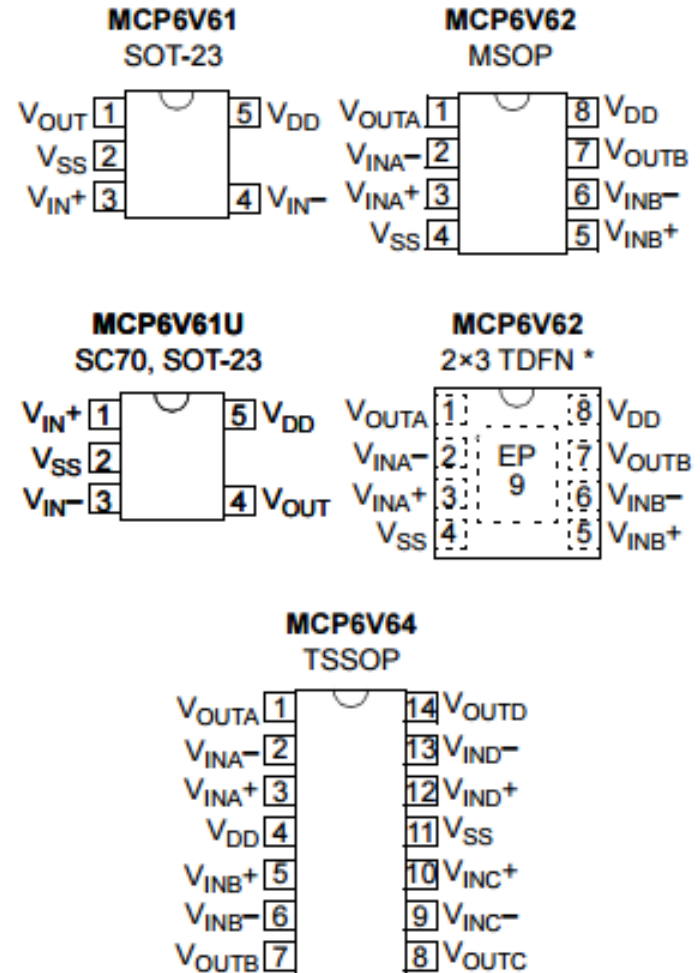 MCP6V61
SOT-23
VOUT 1 5 VDD
VSS 2
VIN+ 3 4 VIN–
MCP6V62
MSOP
VOUTA 1 8 VDD
VINA– 2 7 VOUTB
VINA+ 3 6 VINB–
VSS 4 5 VINB+
MCP6V61U
SC70, SOT-23
VIN+ 1 5 VDD
VSS 2
VIN– 3 4 VOUT
MCP6V62
2×3 TDFN *
VOUTA 1 8 VDD
VINA– 2 EP 7 VOUTB
VINA+ 3 9 6 VINB–
VSS 4 5 VINB+
MCP6V64
TSSOP
VOUTA 1 14 VOUTD
VINA– 2 13 VIND–
VINA+ 3 12 VIND+
VDD 4 11 VSS
VINB+ 5 10 VINC+
VINB– 6 9 VINC–
VOUTB 7 8 VOUTC